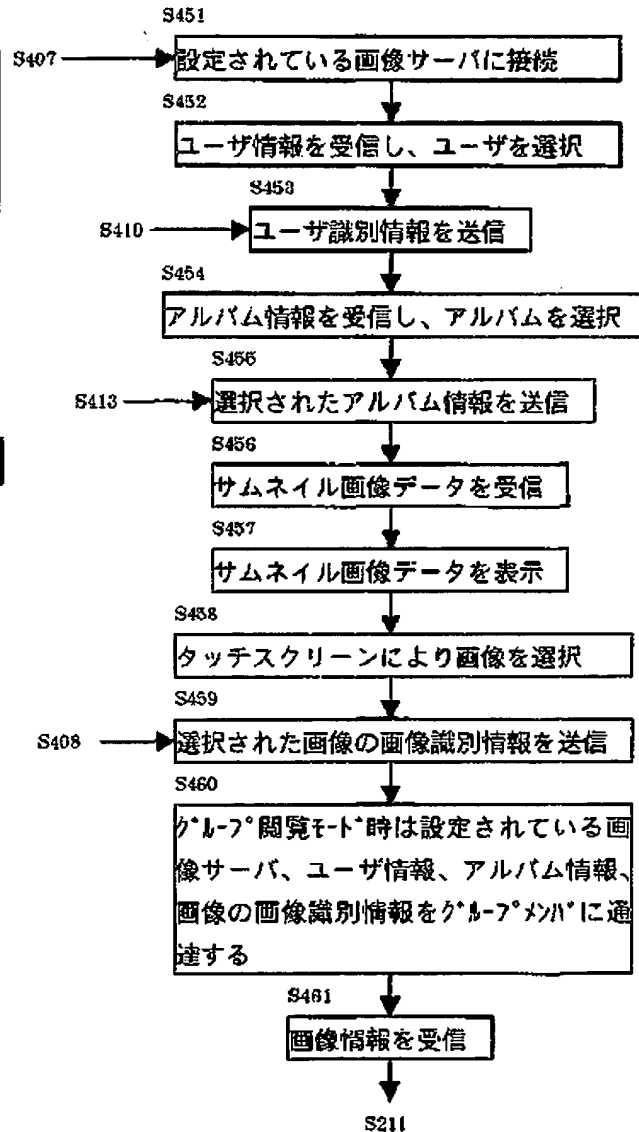 S451
S407
設定されている画像サーバに接続
S452
ユーザ情報を受信し、ユーザを選択
S453
S410
ユーザ識別情報を送信
S454
アルバム情報を受信し、アルバムを選択
S455
S413
選択されたアルバム情報を送信
S456
サムネイル画像データを受信
S457
サムネイル画像データを表示
S458
タッチスクリーンにより画像を選択
S459
S408
選択された画像の画像識別情報を送信
S460
ｸﾞﾙｰﾌﾟ閲覧ﾓｰﾄﾞ時は設定されている画
像サーバ、ユーザ情報、アルバム情報、
画像の画像識別情報をｸﾞﾙｰﾌﾟﾒﾝﾊﾞに通
達する
S461
画像情報を受信
S211